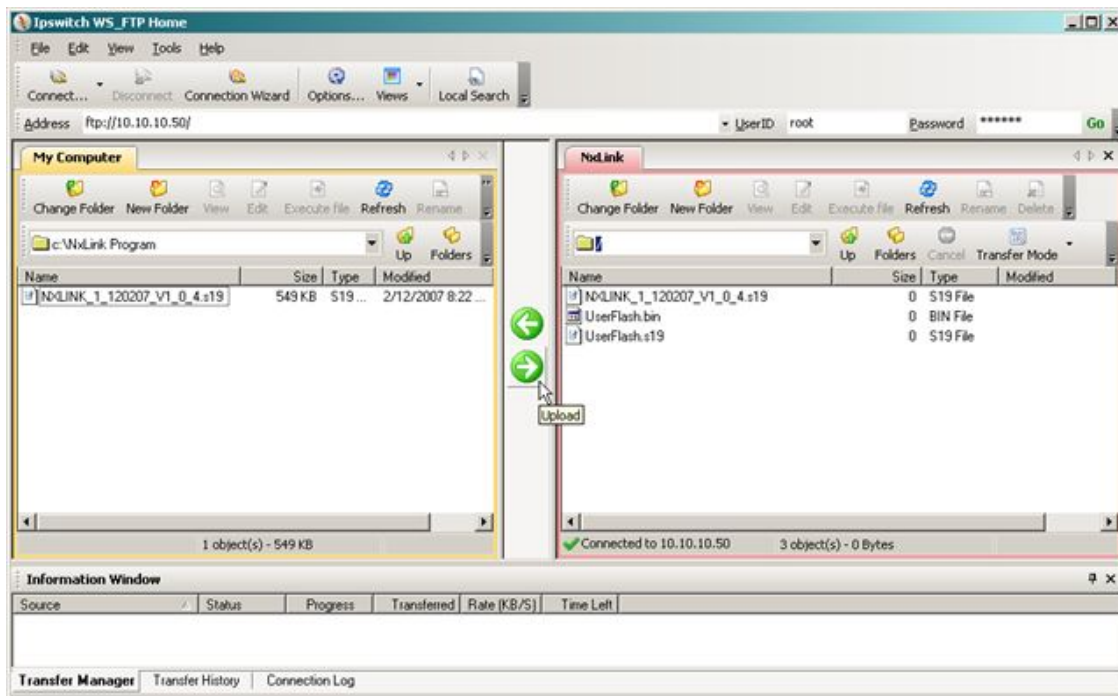 Ipswitch WS_FTP Home
File Edit View Tools Help
Connect... Disconnect Connection Wizard Options... Views Local Search
Address ftp://10.10.10.50/ UserID root Password ****** Go
My Computer
Change Folder New Folder View Edit Execute file Refresh Rename
c:\NxLink Program Up Folders
Name Size Type Modified
NXLINK_1_120207_V1_0_4.s19 549 KB S19 ... 2/12/2007 8:22 ...
1 object(s) - 549 KB
Upload
NxLink
Change Folder New Folder View Edit Execute file Refresh Rename Delete
/ Up Folders Cancel Transfer Mode
Name Size Type Modified
NXLINK_1_120207_V1_0_4.s19 0 S19 File
UserFlash.bin 0 BIN File
UserFlash.s19 0 S19 File
Connected to 10.10.10.50 3 object(s) - 0 Bytes
Information Window
Source Status Progress Transferred Rate (KB/S) Time Left
Transfer Manager Transfer History Connection Log